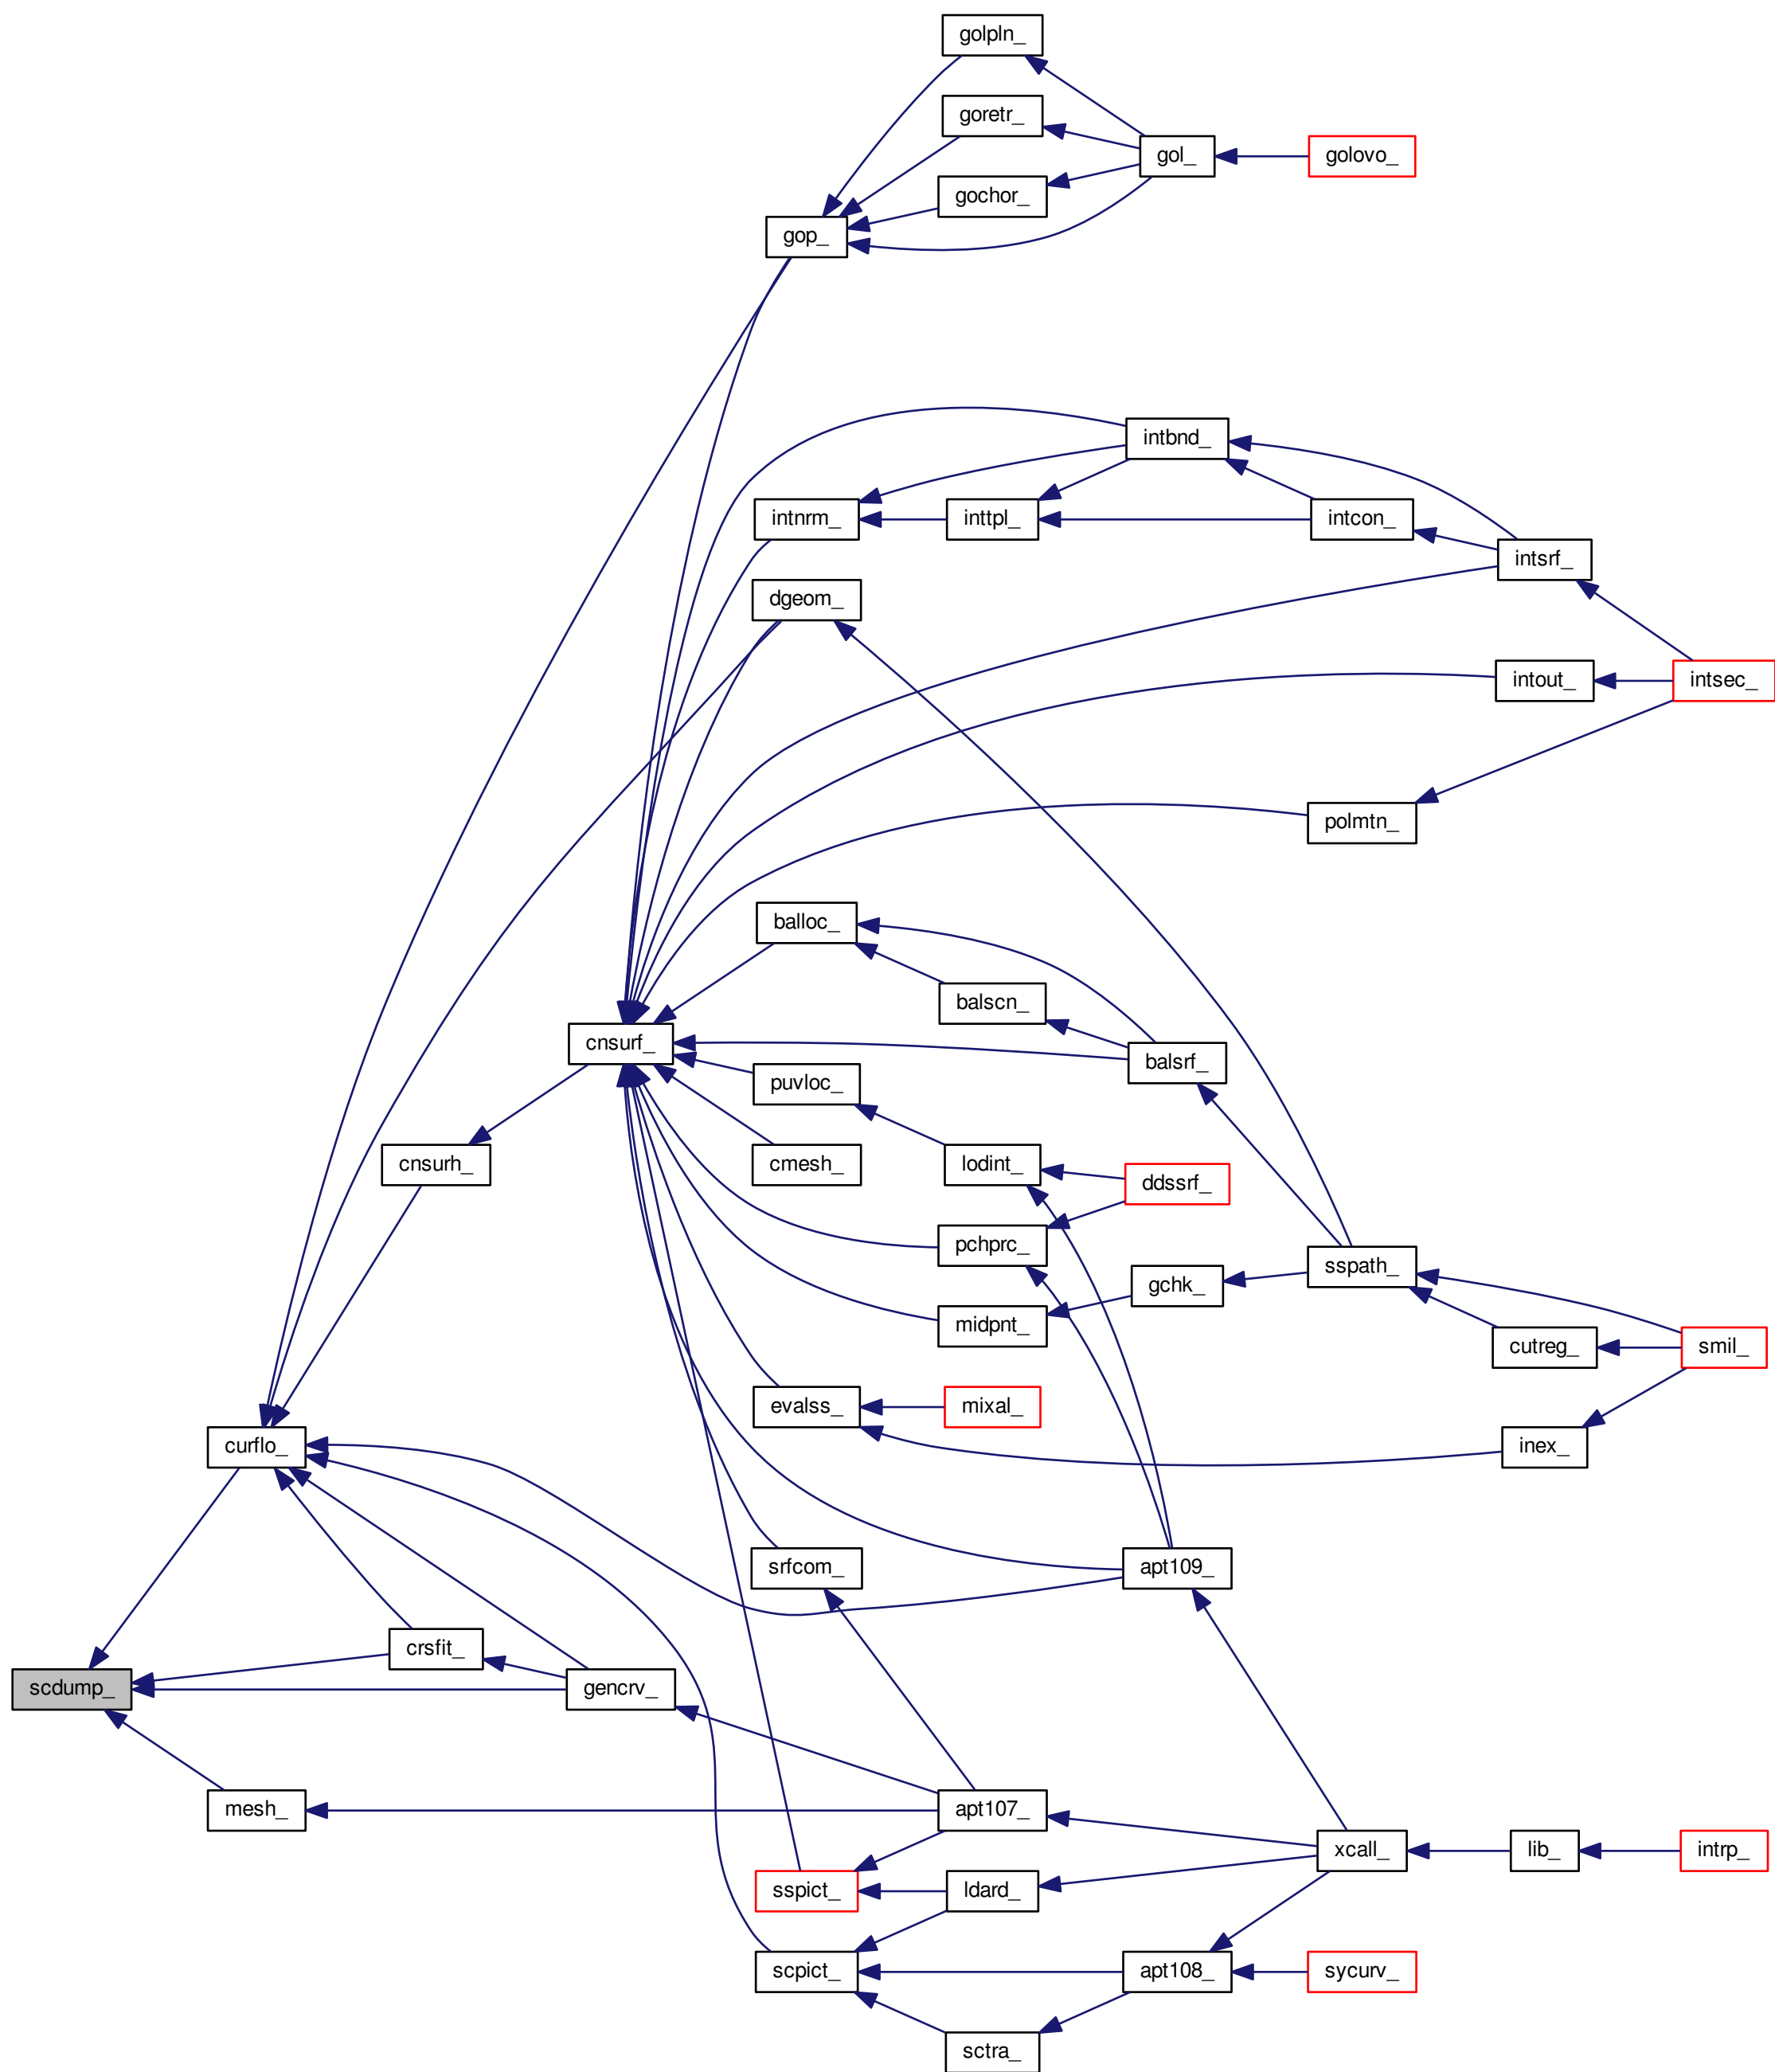 golpln_
goretr_
gol_
golovo_
gochor_
gop_
intbnd_
intnrm_
inttpl_
intcon_
intsrf_
dgeom_
intout_
intsec_
polmtn_
balloc_
balscn_
cnsurf_
balsrf_
puvloc_
cnsurh_
cmesh_
lodint_
ddssrf_
pchprc_
gchk_
sspath_
midpnt_
cutreg_
smil_
evalss_
mixal_
curflo_
inex_
srfcom_
apt109_
crsfit_
scdump_
gencrv_
mesh_
apt107_
xcall_
lib_
intrp_
sspict_
ldard_
scpict_
apt108_
sycurv_
sctra_